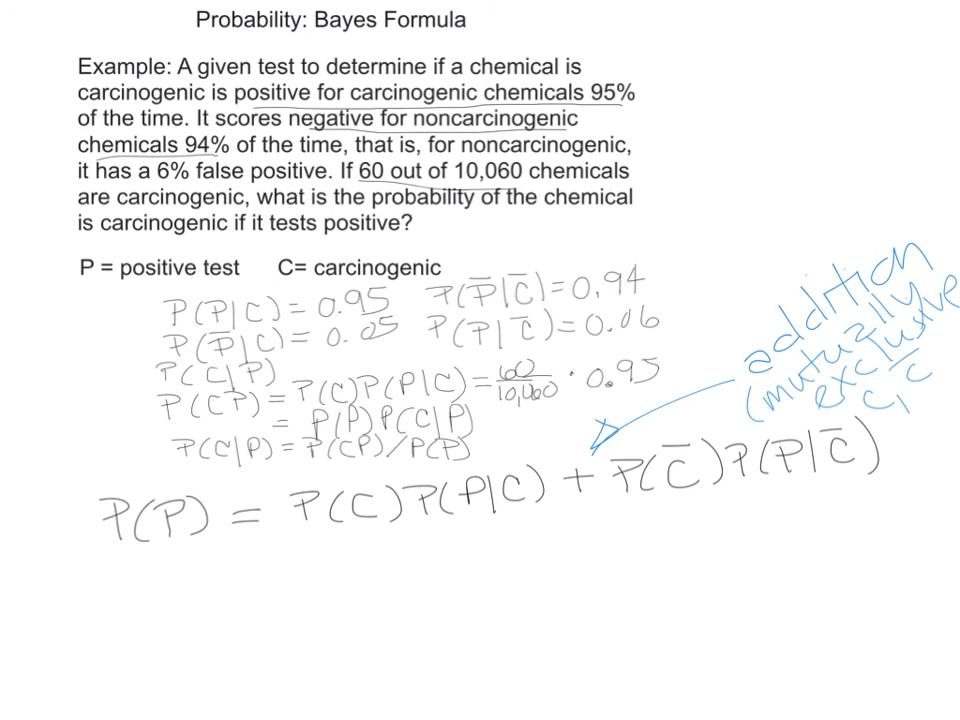 Probability: Bayes Formula
Example: A given test to determine if a chemical is
carcinogenic is positive for carcinogenic chemicals 95%
of the time. It scores negative for noncarcinogenic
chemicals 94% of the time, that is, for noncarcinogenic,
it has a 6% false positive. If 60 out of 10,060 chemicals
are carcinogenic, what is the probability of the chemical
is carcinogenic if it tests positive?
P = positive test C= carcinogenic
P(P|C) = 0.95 P(P̅|C̅) = 0.94
P(P̅|C) = 0.05 P(P|C̅) = 0.06
P(C|P)
P(CP) = P(C)P(P|C) = 60/10,060 · 0.95
= P(P)P(C|P)
P(C|P) = P(CP)/P(P)
P(P) = P(C)P(P|C) + P(C̅)P(P|C̅)
addition
(mutually
exclusive
C, C̅